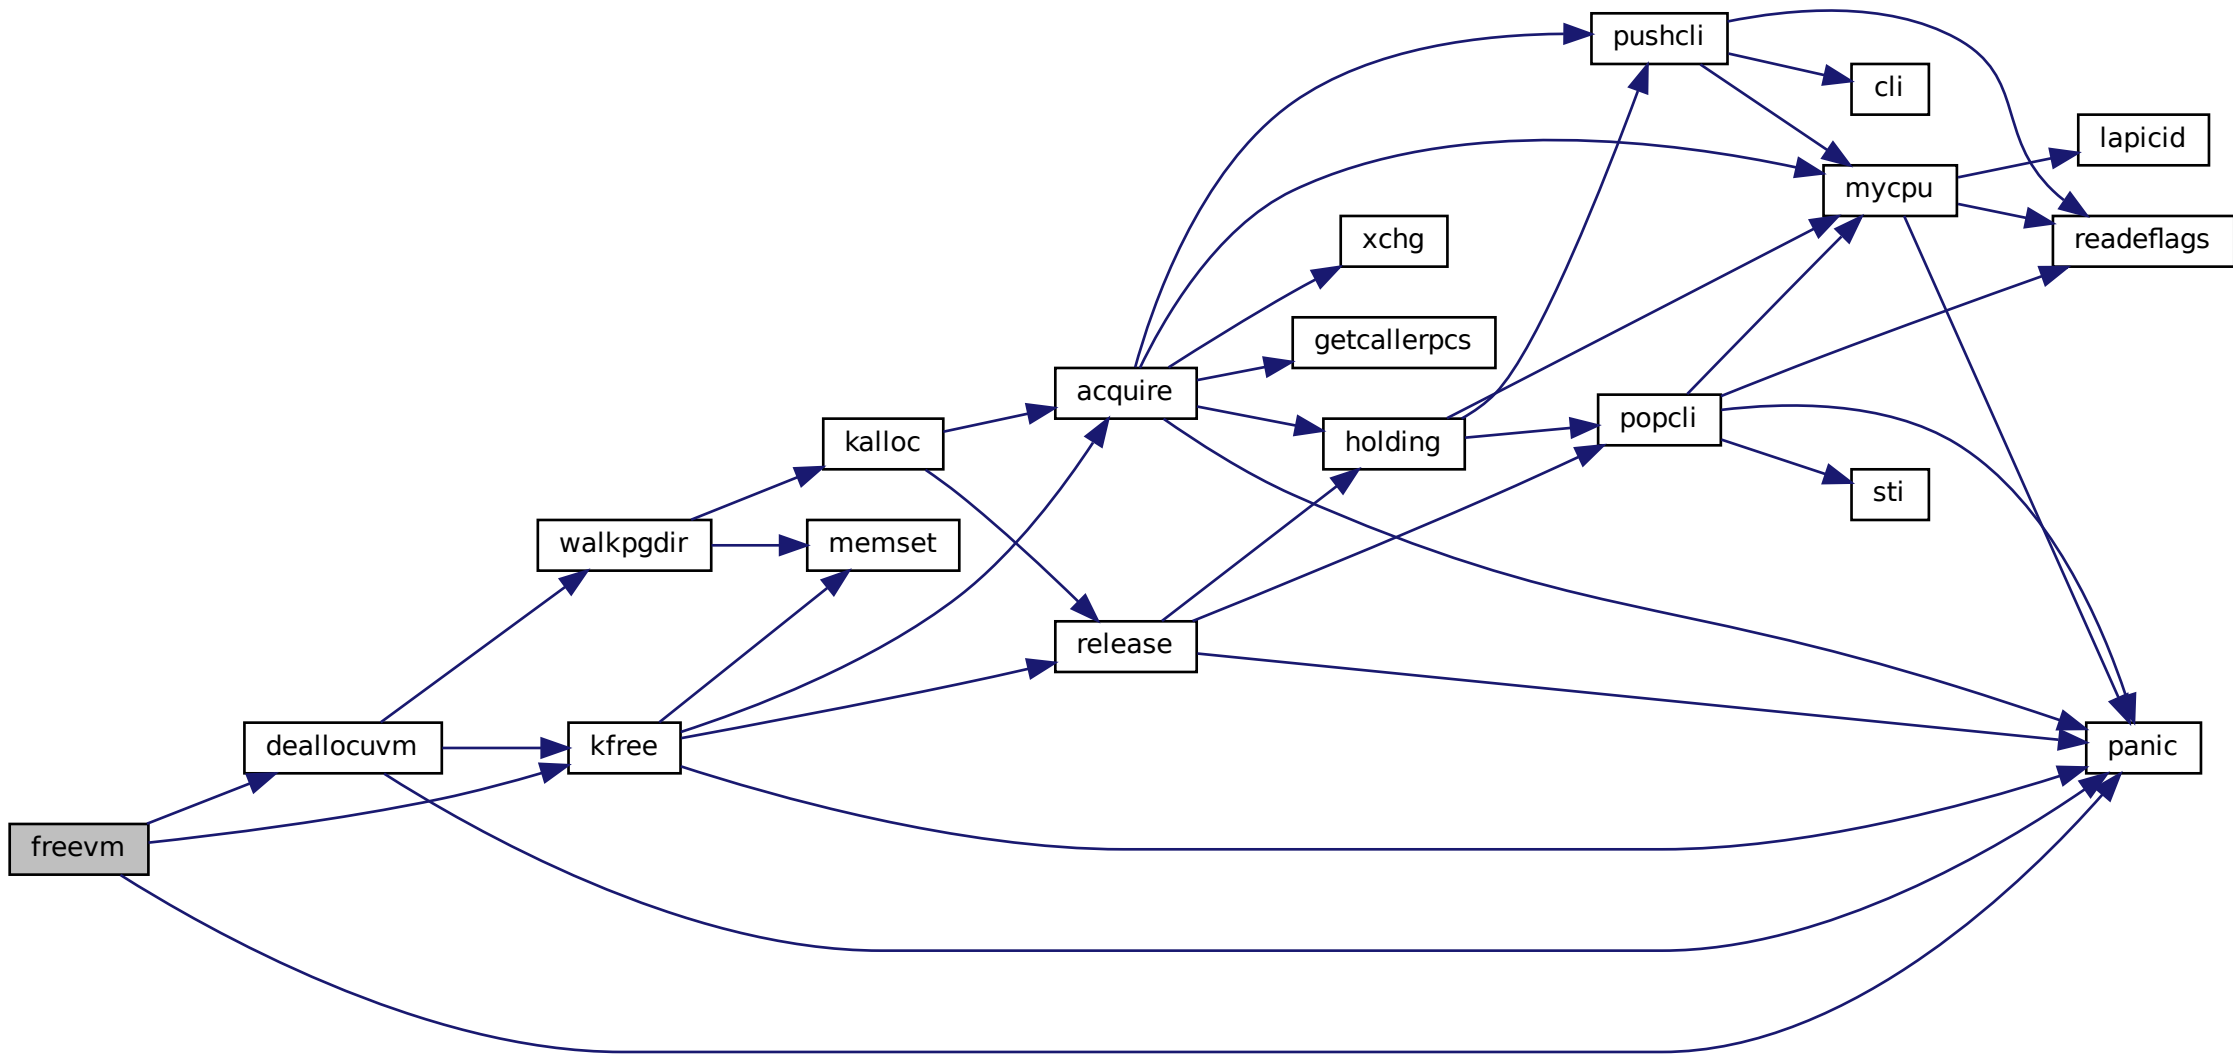 pushcli
cli
lapicid
mycpu
xchg
readeflags
getcallerpcs
acquire
popcli
kalloc
holding
sti
walkpgdir
memset
release
deallocuvm
kfree
panic
freevm